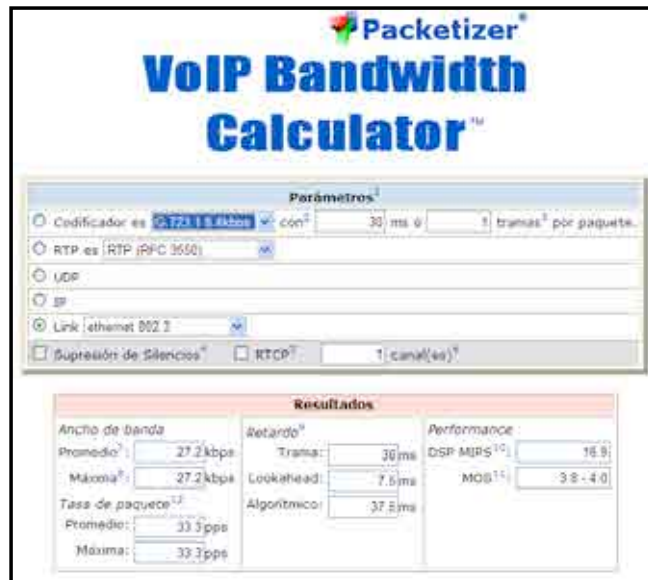 Packetizer®
VoIP Bandwidth
Calculator™
Parámetros1
Codificador es G.723.1 6.4kbps con2 30 ms ó 1 tramas3 por paquete.
RTP es RTP (RFC 3550)
UDP
IP
Link ethernet 802.3
Supresión de Silencios4 RTCP5 1 canal(es)6
Resultados
Ancho de banda
Promedio7: 27.2 kbps
Máxima8: 27.2 kbps
Tasa de paquete12
Promedio: 33.3 pps
Máxima: 33.3 pps
Retardo9
Trama: 30 ms
Lookahead: 7.5 ms
Algorítmico: 37.5 ms
Performance
DSP MIPS10: 16.9
MOS11: 3.8 - 4.0